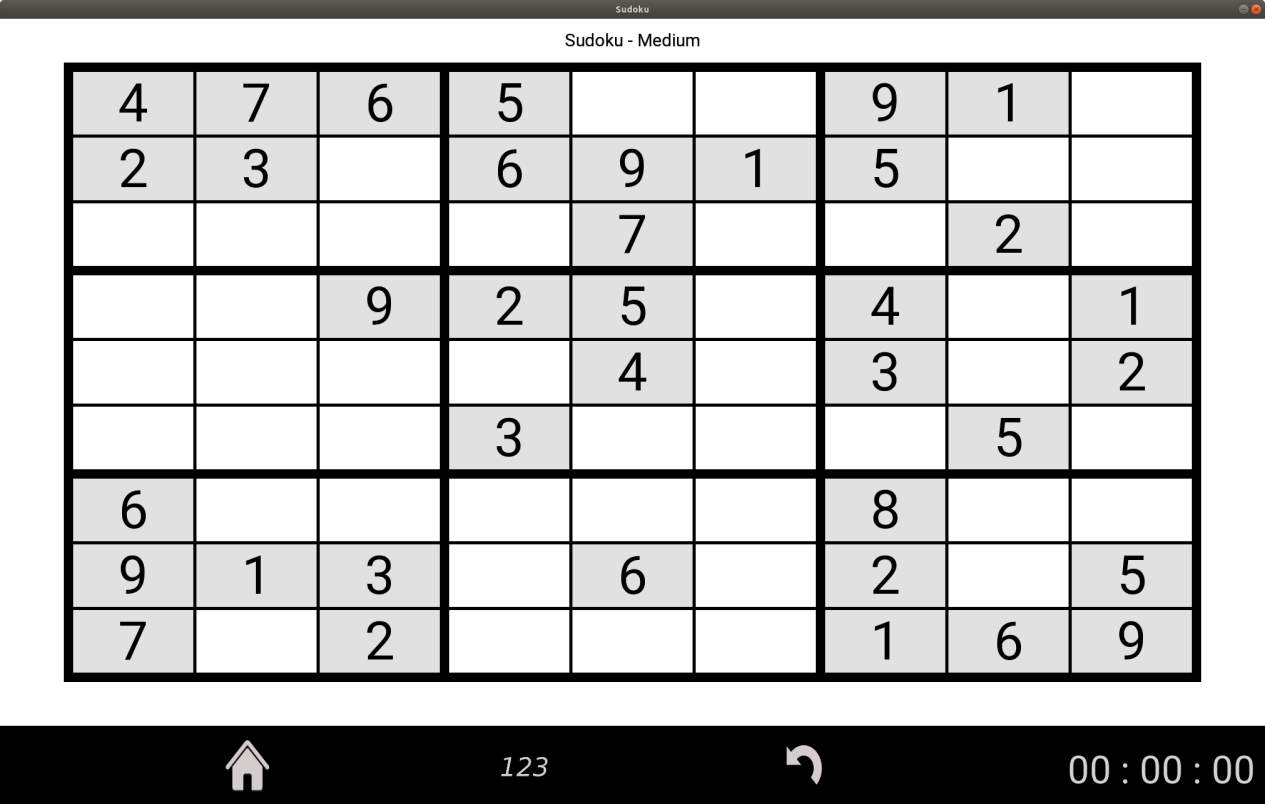 Sudoku
Sudoku - Medium
4 7 6 5 9 1
2 3 6 9 1 5
7 2
9 2 5 4 1
4 3 2
3 5
6 8
9 1 3 6 2 5
7 2 1 6 9
123 00 : 00 : 00